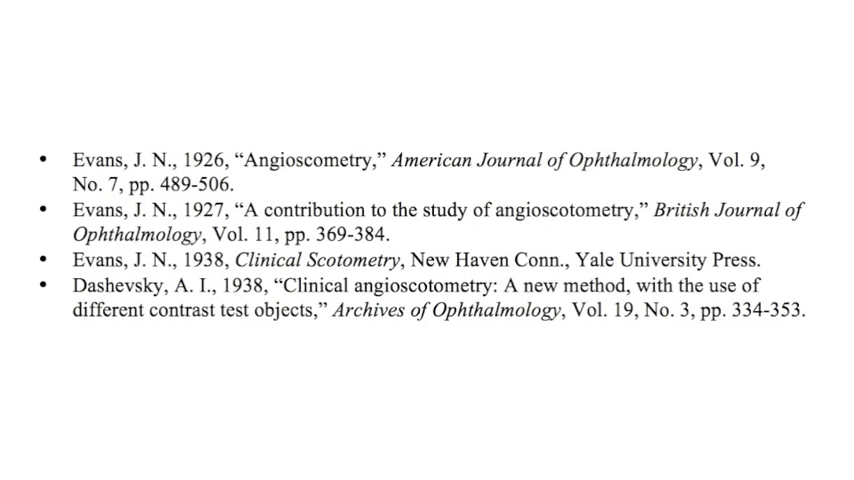 • Evans, J. N., 1926, “Angioscometry,” American Journal of Ophthalmology, Vol. 9,
No. 7, pp. 489-506.
• Evans, J. N., 1927, “A contribution to the study of angioscotometry,” British Journal of
Ophthalmology, Vol. 11, pp. 369-384.
• Evans, J. N., 1938, Clinical Scotometry, New Haven Conn., Yale University Press.
• Dashevsky, A. I., 1938, “Clinical angioscotometry: A new method, with the use of
different contrast test objects,” Archives of Ophthalmology, Vol. 19, No. 3, pp. 334-353.